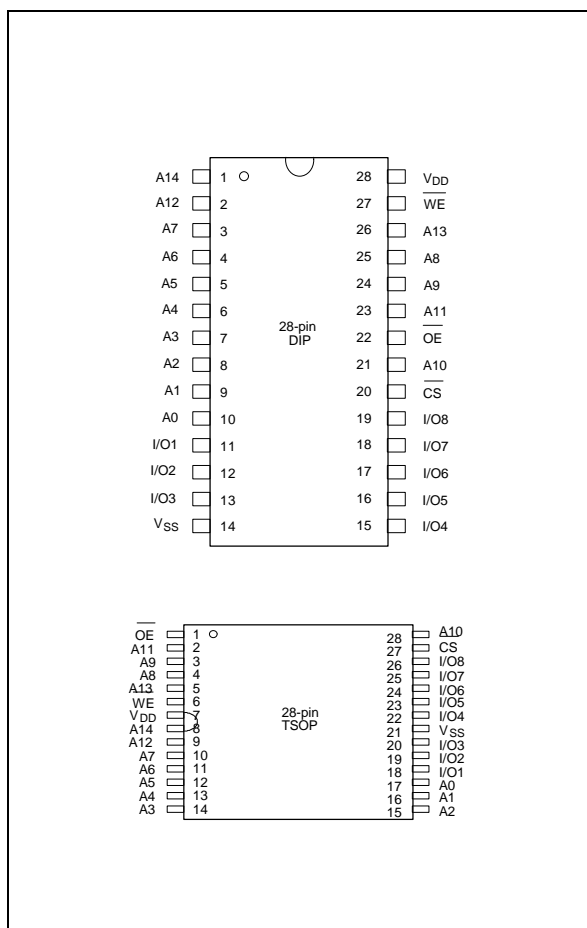 A14 1 28 VDD
A12 2 27 WE
A7 3 26 A13
A6 4 25 A8
A5 5 24 A9
A4 6 23 A11
A3 7 28-pin DIP 22 OE
A2 8 21 A10
A1 9 20 CS
A0 10 19 I/O8
I/O1 11 18 I/O7
I/O2 12 17 I/O6
I/O3 13 16 I/O5
VSS 14 15 I/O4
OE 1 28 A10
A11 2 27 CS
A9 3 26 I/O8
A8 4 25 I/O7
A13 5 24 I/O6
WE 6 23 I/O5
VDD 7 28-pin TSOP 22 I/O4
A14 8 21 VSS
A12 9 20 I/O3
A7 10 19 I/O2
A6 11 18 I/O1
A5 12 17 A0
A4 13 16 A1
A3 14 15 A2